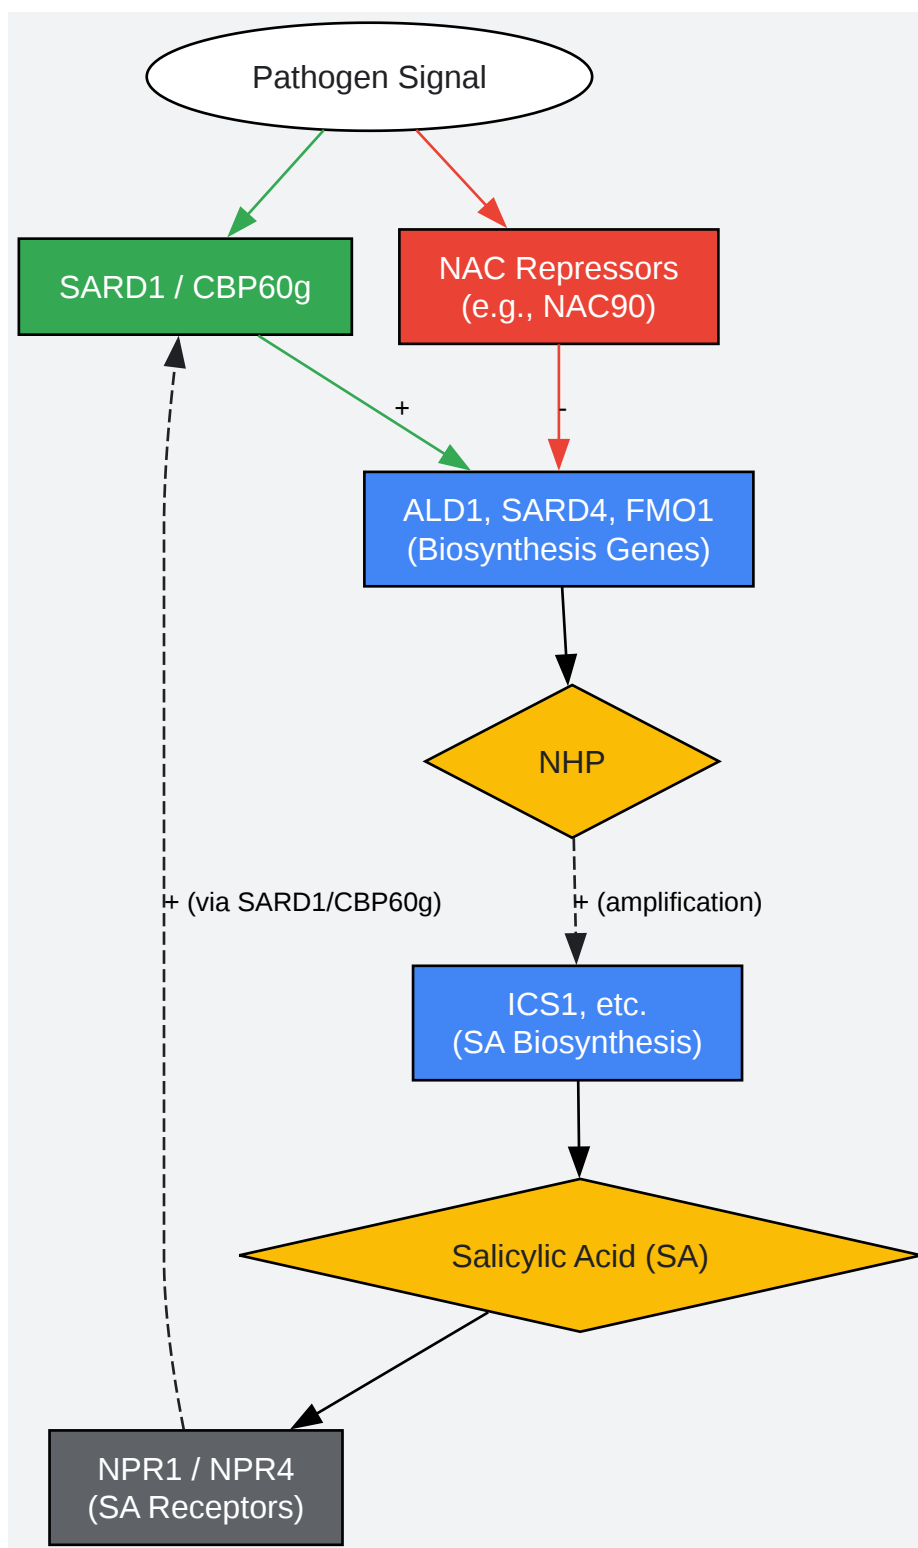 Pathogen Signal
SARD1 / CBP60g
NAC Repressors
(e.g., NAC90)
+
-
ALD1, SARD4, FMO1
(Biosynthesis Genes)
NHP
+ (via SARD1/CBP60g)
+ (amplification)
ICS1, etc.
(SA Biosynthesis)
Salicylic Acid (SA)
NPR1 / NPR4
(SA Receptors)